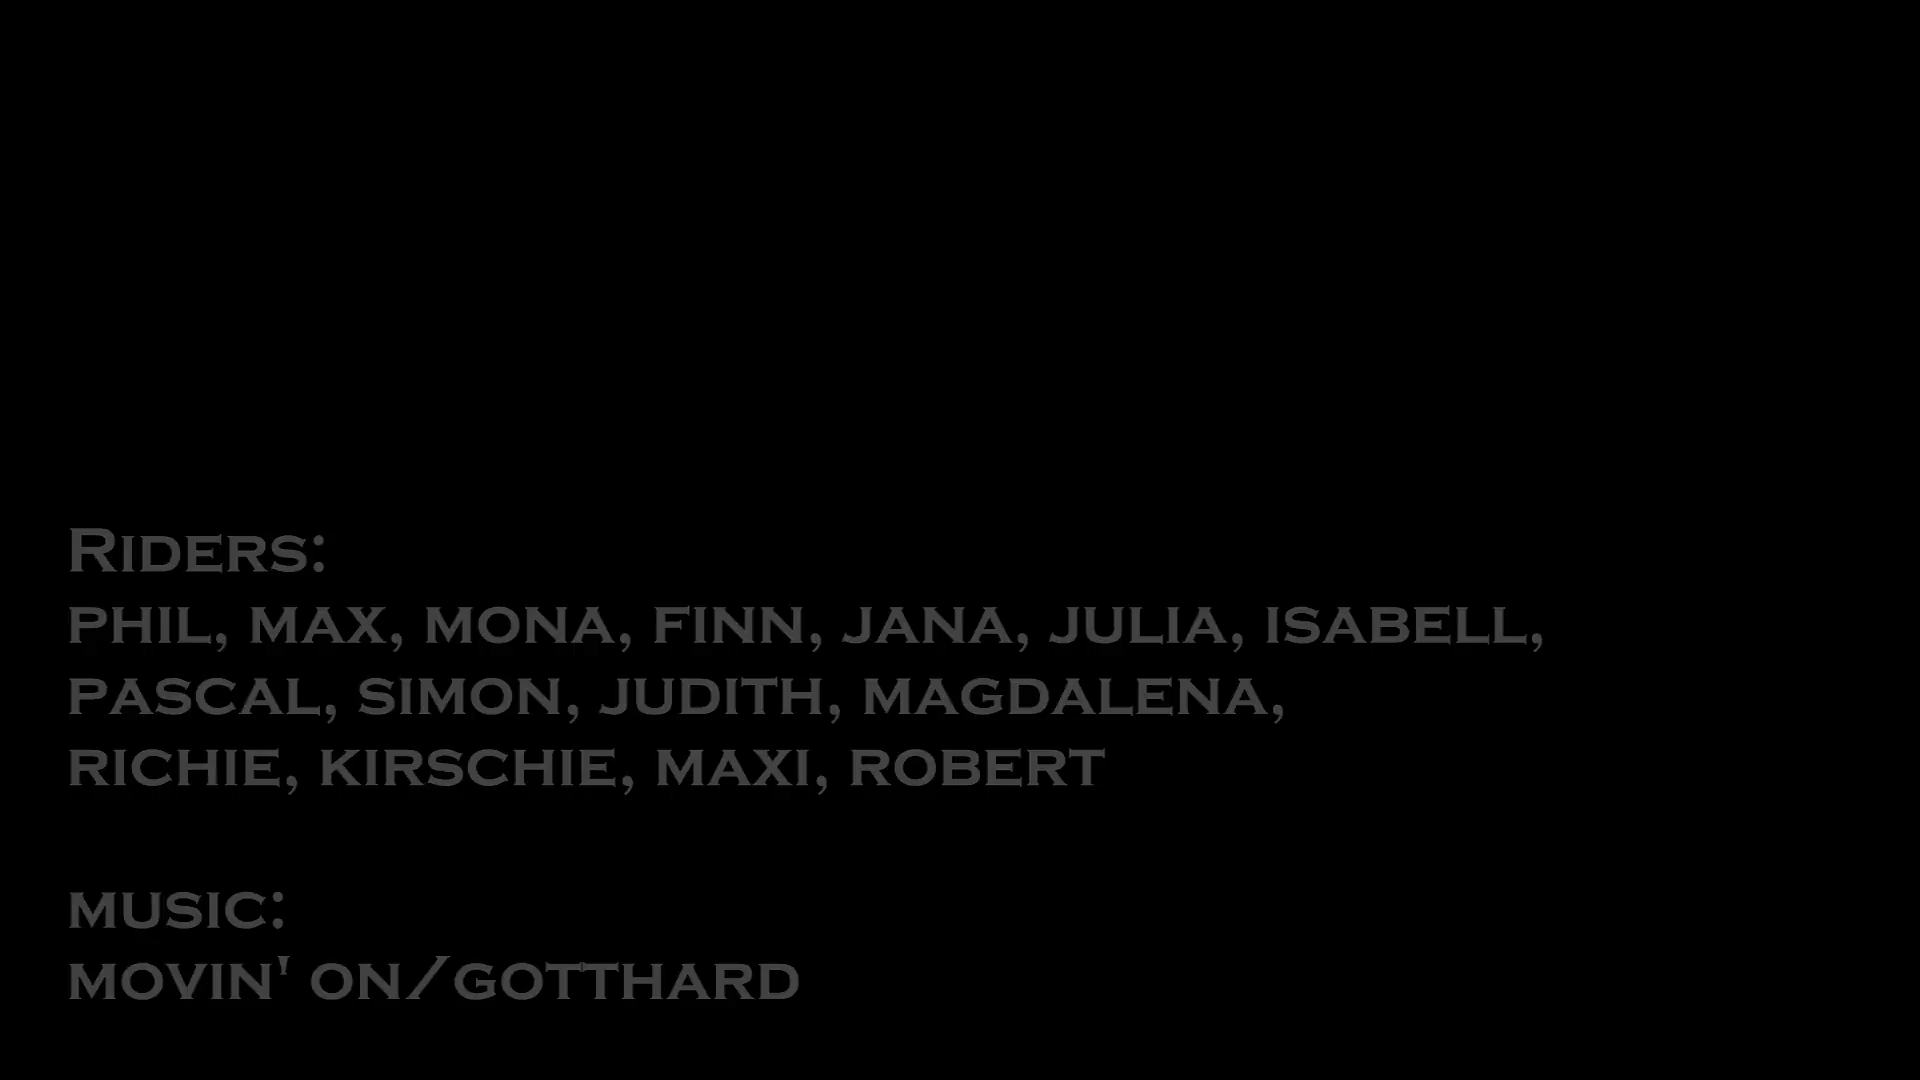 Riders:
phil, max, mona, finn, jana, julia, isabell,
pascal, simon, judith, magdalena,
richie, kirschie, maxi, robert
music:
movin' on/gotthard